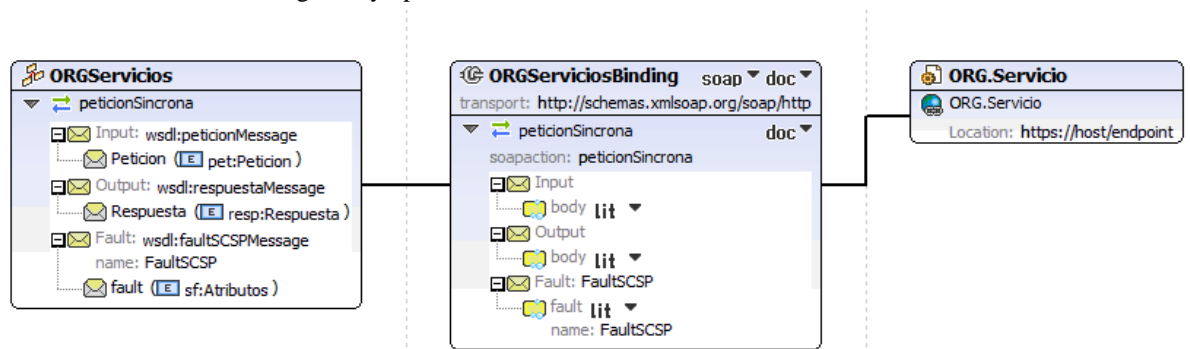 ORGServicios
peticionSincrona
Input: wsdl:peticionMessage
Peticion (E pet:Peticion )
Output: wsdl:respuestaMessage
Respuesta (E resp:Respuesta )
Fault: wsdl:faultSCSPMessage
name: FaultSCSP
fault (E sf:Atributos )
ORGServiciosBinding soap doc
transport: http://schemas.xmlsoap.org/soap/http
peticionSincrona doc
soapaction: peticionSincrona
Input
body lit
Output
body lit
Fault: FaultSCSP
fault lit
name: FaultSCSP
ORG.Servicio
ORG.Servicio
Location: https://host/endpoint